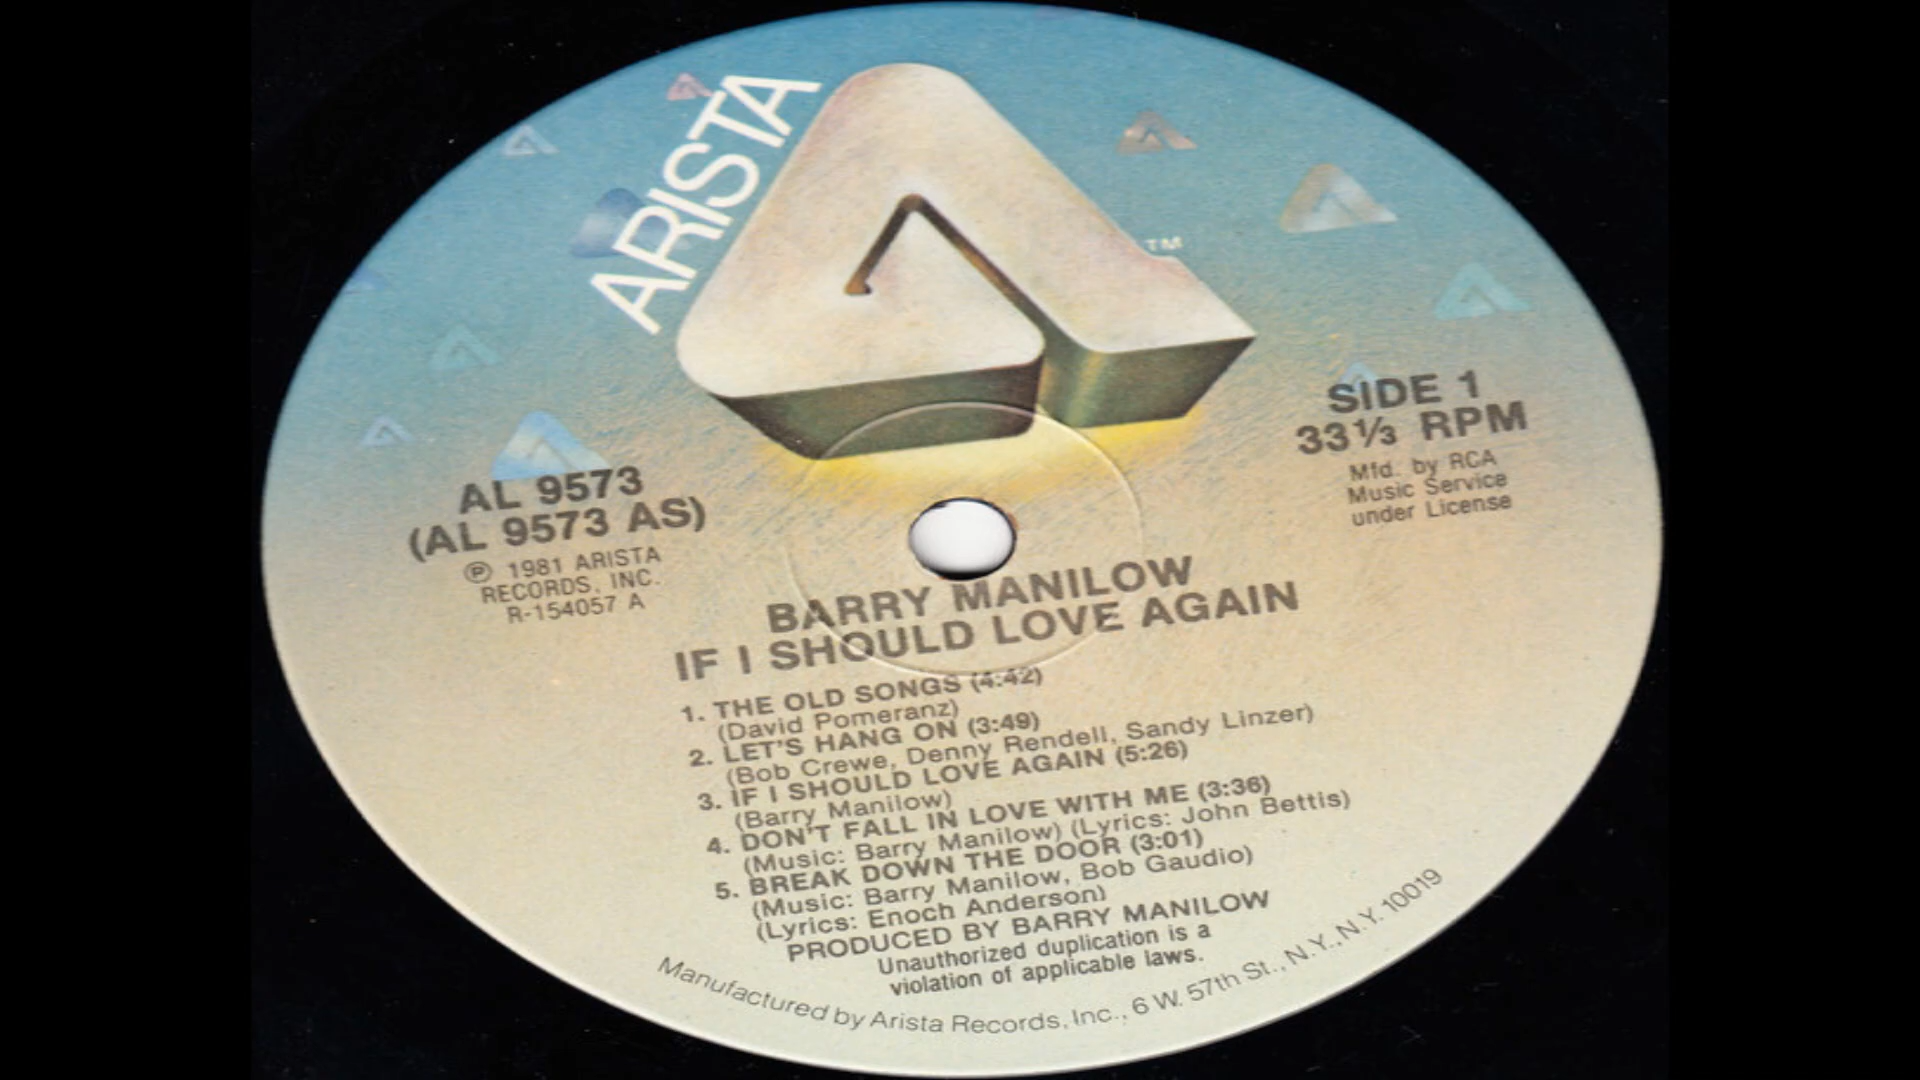 ARISTA
TM
SIDE 1
33⅓ RPM
Mfd. by RCA
Music Service
under License
AL 9573
(AL 9573 AS)
Ⓟ 1981 ARISTA
RECORDS, INC.
R-154057 A
BARRY MANILOW
IF I SHOULD LOVE AGAIN
1. THE OLD SONGS (4:42)
(David Pomeranz)
2. LET'S HANG ON (3:49)
(Bob Crewe, Denny Rendell, Sandy Linzer)
3. IF I SHOULD LOVE AGAIN (5:26)
(Barry Manilow)
4. DON'T FALL IN LOVE WITH ME (3:36)
(Music: Barry Manilow) (Lyrics: John Bettis)
5. BREAK DOWN THE DOOR (3:01)
(Music: Barry Manilow, Bob Gaudio)
(Lyrics: Enoch Anderson)
PRODUCED BY BARRY MANILOW
Unauthorized duplication is a
violation of applicable laws.
Manufactured by Arista Records, Inc., 6 W. 57th St., N.Y., N.Y. 10019